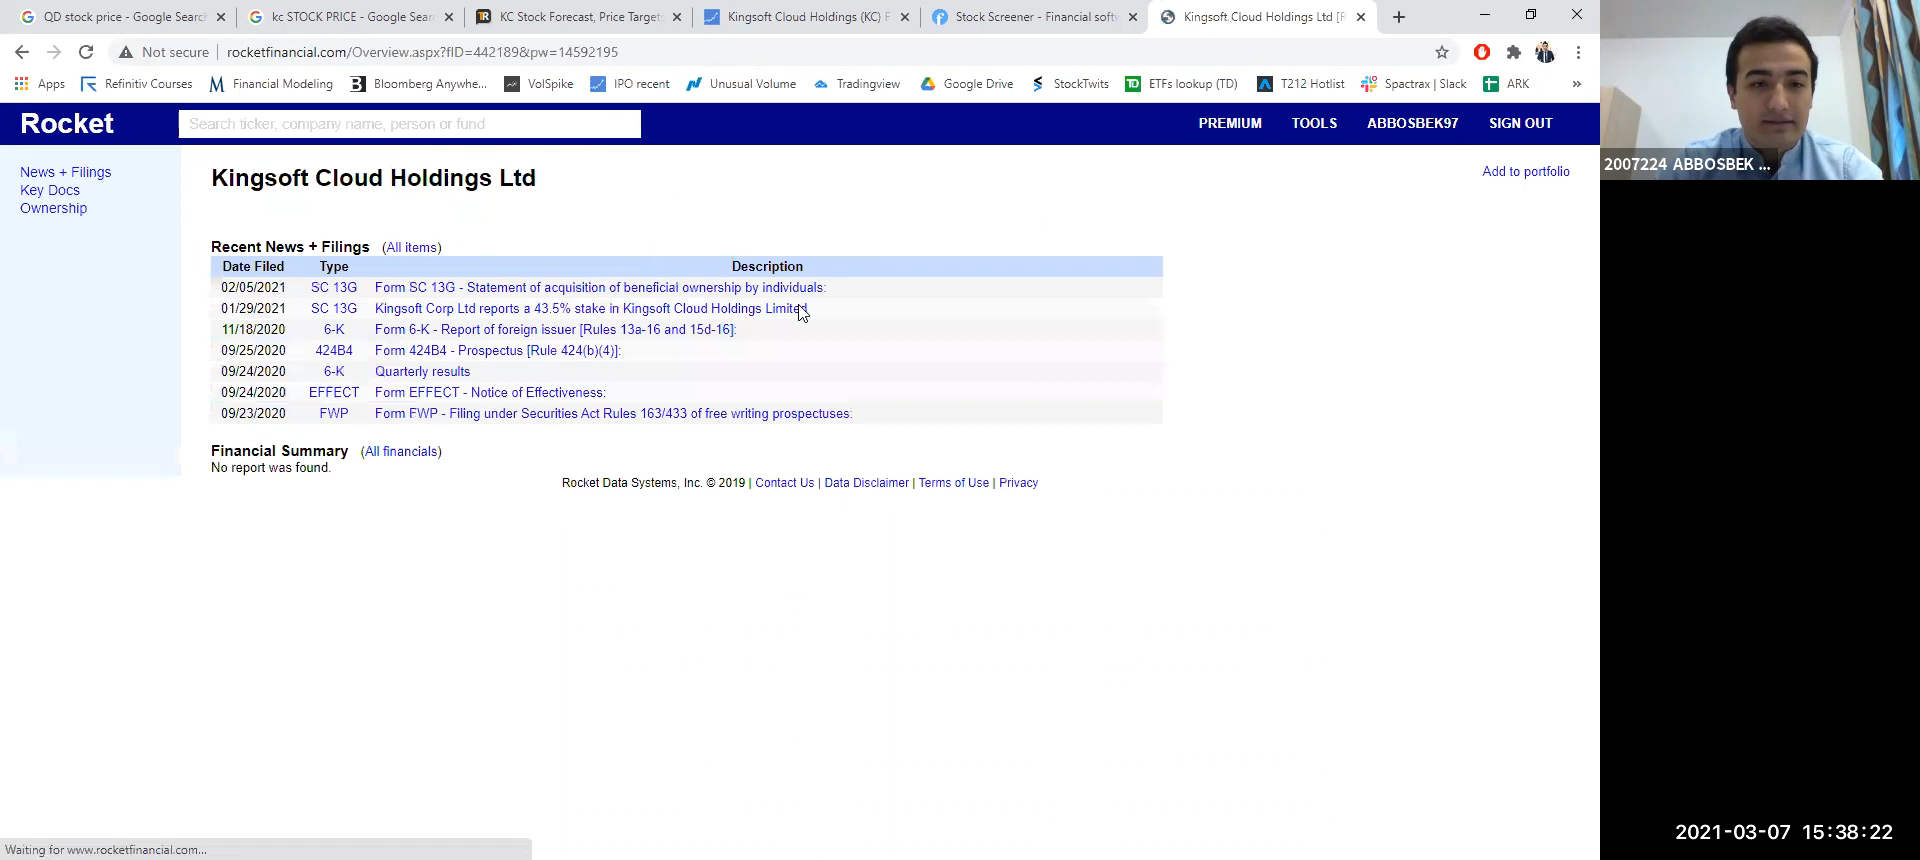 QD stock price - Google Search
kc STOCK PRICE - Google Sear
KC Stock Forecast, Price Target
Kingsoft Cloud Holdings (KC) F
Stock Screener - Financial softw
Kingsoft Cloud Holdings Ltd [R
Not secure
rocketfinancial.com/Overview.aspx?fID=442189&pw=14592195
Apps
Refinitiv Courses
Financial Modeling
Bloomberg Anywhe...
VolSpike
IPO recent
Unusual Volume
Tradingview
Google Drive
StockTwits
ETFs lookup (TD)
T212 Hotlist
Spactrax | Slack
ARK
»
Rocket
Search ticker, company name, person or fund
PREMIUM
TOOLS
ABBOSBEK97
SIGN OUT
2007224 ABBOSBEK ...
News + Filings
Key Docs
Ownership
Kingsoft Cloud Holdings Ltd
Add to portfolio
Recent News + Filings (All items)
Date Filed Type Description
02/05/2021 SC 13G Form SC 13G - Statement of acquisition of beneficial ownership by individuals:
01/29/2021 SC 13G Kingsoft Corp Ltd reports a 43.5% stake in Kingsoft Cloud Holdings Limited
11/18/2020 6-K Form 6-K - Report of foreign issuer [Rules 13a-16 and 15d-16]:
09/25/2020 424B4 Form 424B4 - Prospectus [Rule 424(b)(4)]:
09/24/2020 6-K Quarterly results
09/24/2020 EFFECT Form EFFECT - Notice of Effectiveness:
09/23/2020 FWP Form FWP - Filing under Securities Act Rules 163/433 of free writing prospectuses:
Financial Summary (All financials)
No report was found.
Rocket Data Systems, Inc. © 2019 | Contact Us | Data Disclaimer | Terms of Use | Privacy
Waiting for www.rocketfinancial.com...
2021-03-07 15:38:22